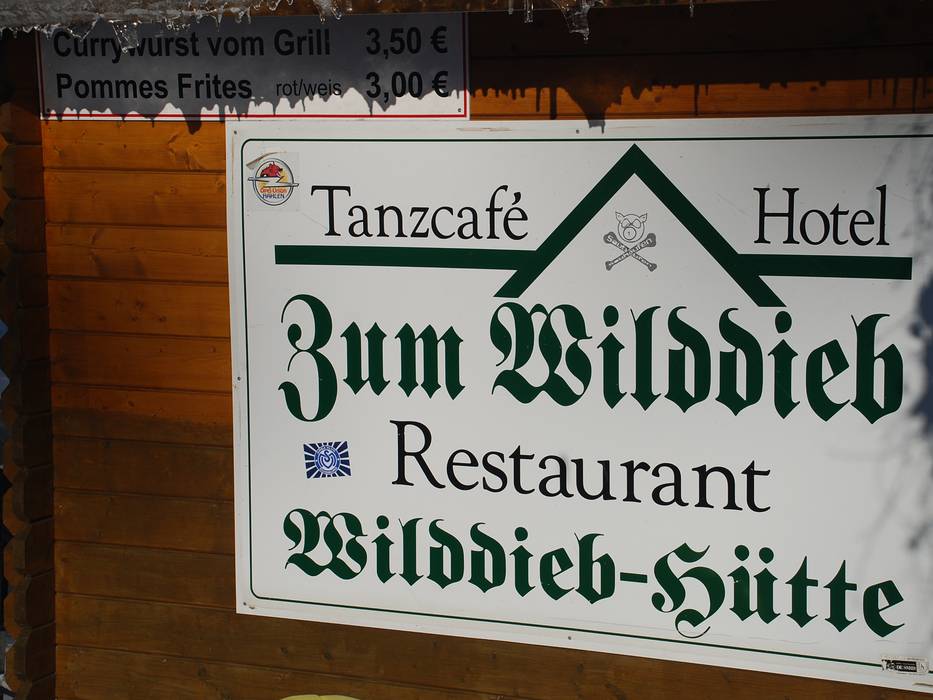 Currywurst vom Grill 3,50 €
Pommes Frites rot/weis 3,00 €
Tanzcafé Hotel
Zum Wilddieb
Restaurant
Wilddieb-Hütte